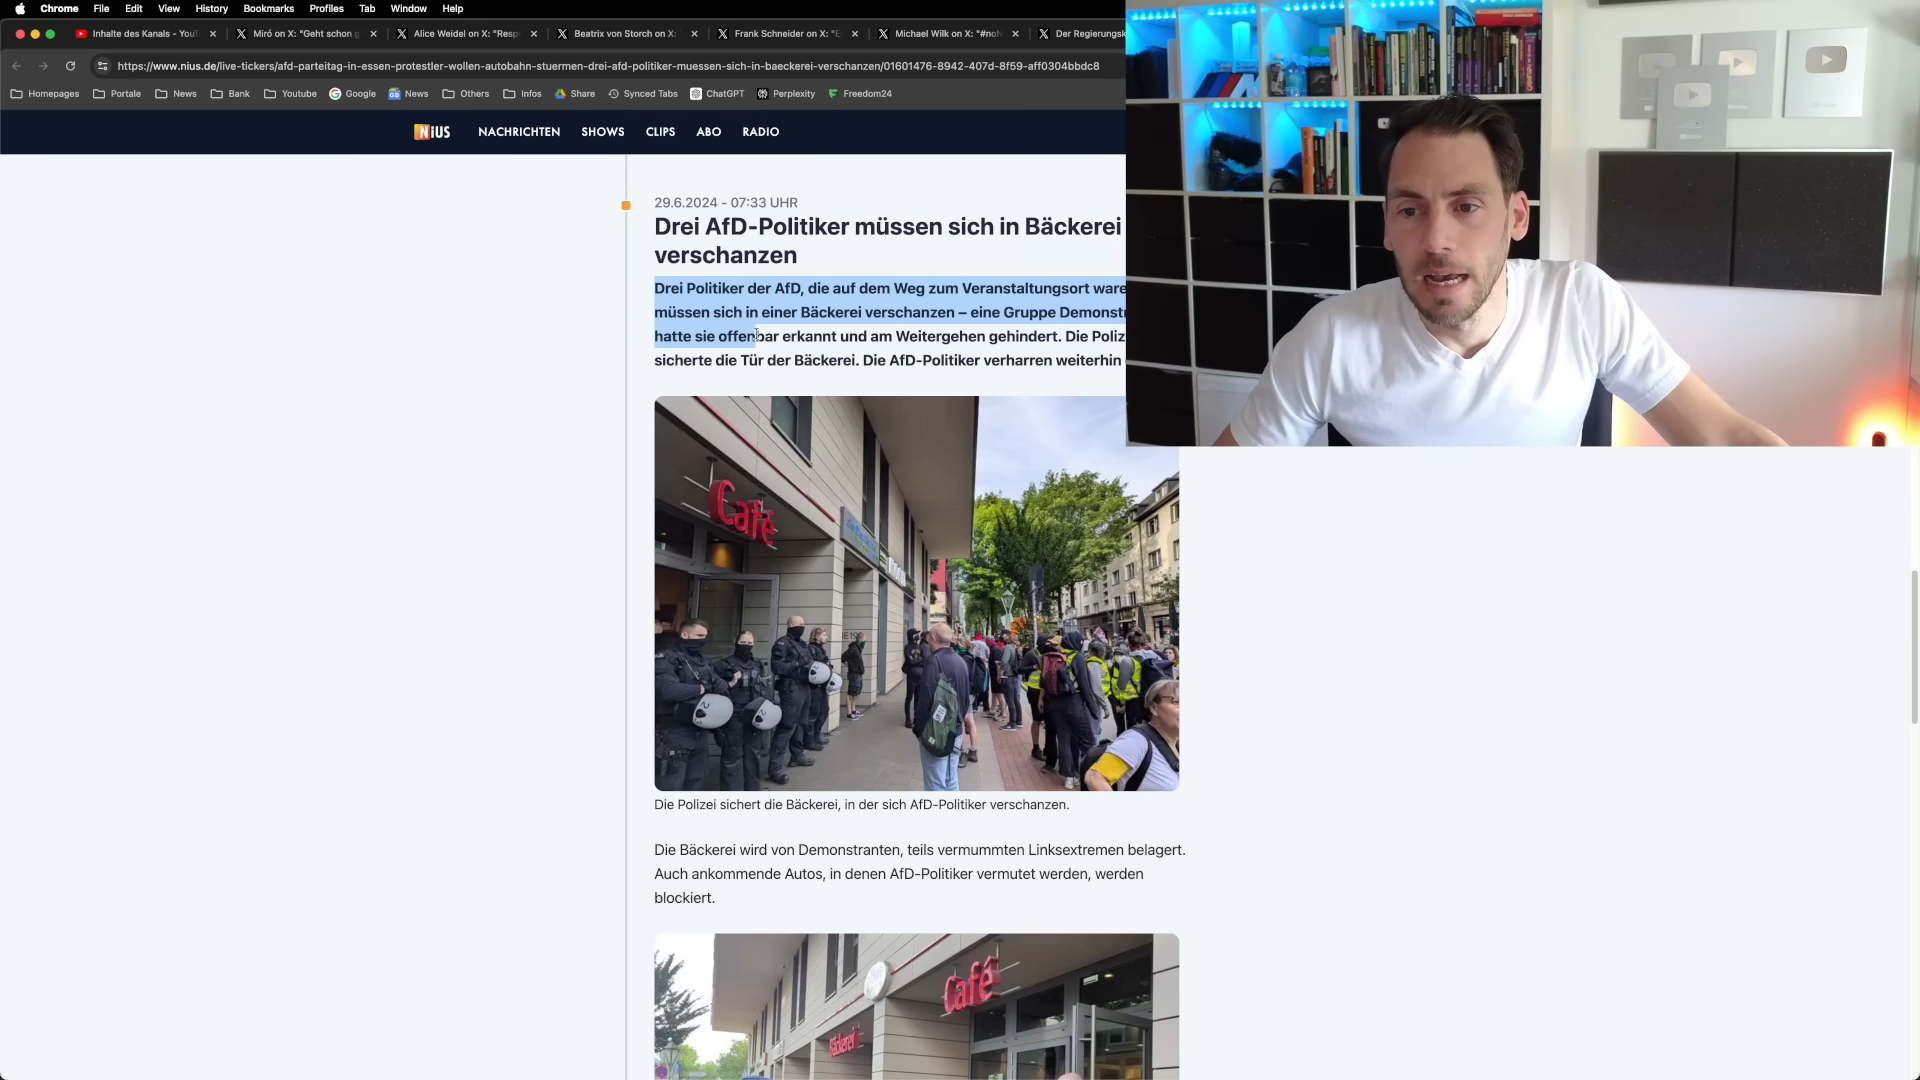 Chrome File Edit View History Bookmarks Profiles Tab Window Help
Inhalte des Kanals - YouT
Miró on X: "Geht schon g
Alice Weidel on X: "Resp
Beatrix von Storch on X:
Frank Schneider on X: "E
Michael Wilk on X: "#noN
Der Regierungsk
https://www.nius.de/live-tickers/afd-parteitag-in-essen-protestler-wollen-autobahn-stuermen-drei-afd-politiker-muessen-sich-in-baeckerei-verschanzen/01601476-8942-407d-8f59-aff0304bbdc8
Homepages Portale News Bank Youtube Google News Others Infos Share Synced Tabs ChatGPT Perplexity Freedom24
NiUS NACHRICHTEN SHOWS CLIPS ABO RADIO
29.6.2024 - 07:33 UHR
Drei AfD-Politiker müssen sich in Bäckerei
verschanzen
Drei Politiker der AfD, die auf dem Weg zum Veranstaltungsort ware
müssen sich in einer Bäckerei verschanzen – eine Gruppe Demonstr
hatte sie offenbar erkannt und am Weitergehen gehindert. Die Poliz
sicherte die Tür der Bäckerei. Die AfD-Politiker verharren weiterhin
Café
Die Polizei sichert die Bäckerei, in der sich AfD-Politiker verschanzen.
Die Bäckerei wird von Demonstranten, teils vermummten Linksextremen belagert.
Auch ankommende Autos, in denen AfD-Politiker vermutet werden, werden
blockiert.
Café
Bäckerei